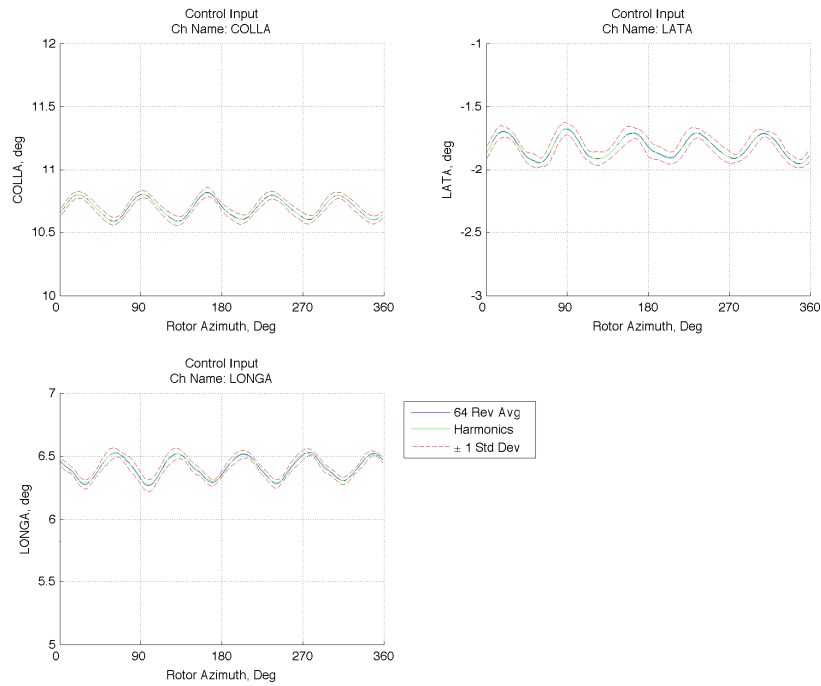 Control Input
Ch Name: COLLA
12
11.5
11
10.5
10
COLLA, deg
0 90 180 270 360
Rotor Azimuth, Deg
Control Input
Ch Name: LATA
-1
-1.5
-2
-2.5
-3
LATA, deg
0 90 180 270 360
Rotor Azimuth, Deg
Control Input
Ch Name: LONGA
7
6.5
6
5.5
5
LONGA, deg
0 90 180 270 360
Rotor Azimuth, Deg
64 Rev Avg
Harmonics
± 1 Std Dev